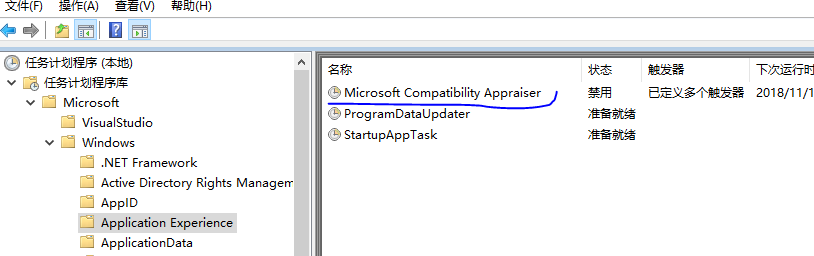 文件(F) 操作(A) 查看(V) 帮助(H)
任务计划程序 (本地)
任务计划程序库
Microsoft
VisualStudio
Windows
.NET Framework
Active Directory Rights Managem
AppID
Application Experience
ApplicationData
名称 状态 触发器 下次运行时
Microsoft Compatibility Appraiser 禁用 已定义多个触发器 2018/11/1
ProgramDataUpdater 准备就绪
StartupAppTask 准备就绪